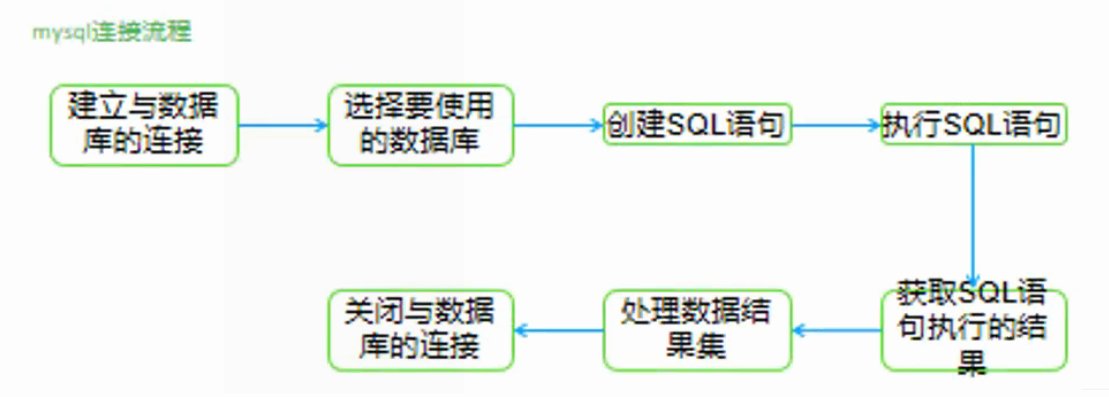 mysql连接流程
建立与数据
库的连接
选择要使用
的数据库
创建SQL语句
执行SQL语句
获取SQL语
句执行的结
果
处理数据结
果集
关闭与数据
库的连接